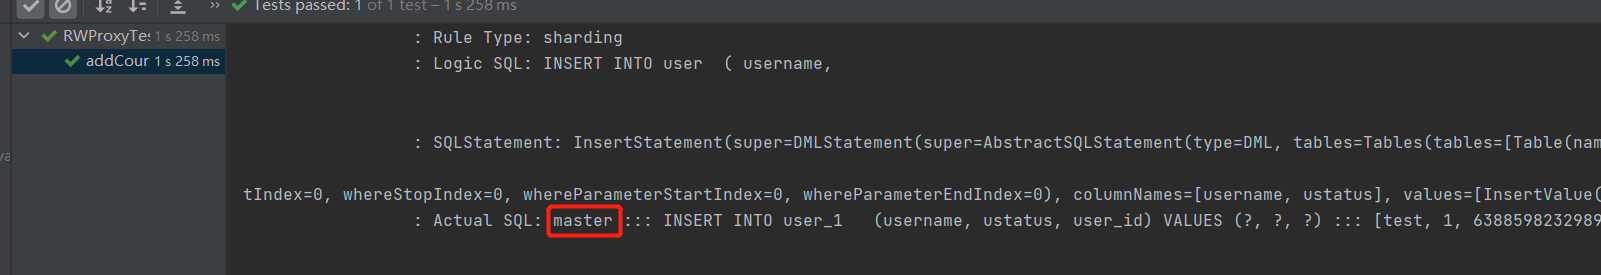 Tests passed: 1 of 1 test – 1 s 258 ms
RWProxyTes 1 s 258 ms
addCour 1 s 258 ms
: Rule Type: sharding
: Logic SQL: INSERT INTO user ( username,
: SQLStatement: InsertStatement(super=DMLStatement(super=AbstractSQLStatement(type=DML, tables=Tables(tables=[Table(nam
tIndex=0, whereStopIndex=0, whereParameterStartIndex=0, whereParameterEndIndex=0), columnNames=[username, ustatus], values=[InsertValue(
: Actual SQL: master ::: INSERT INTO user_1 (username, ustatus, user_id) VALUES (?, ?, ?) ::: [test, 1, 6388598232989